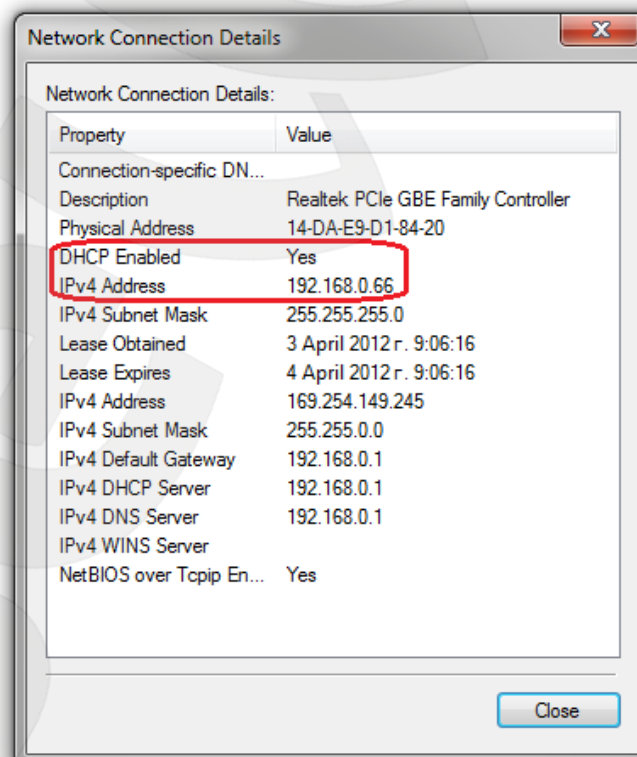 Network Connection Details
Network Connection Details:
Property Value
Connection-specific DN...
Description Realtek PCIe GBE Family Controller
Physical Address 14-DA-E9-D1-84-20
DHCP Enabled Yes
IPv4 Address 192.168.0.66
IPv4 Subnet Mask 255.255.255.0
Lease Obtained 3 April 2012 г. 9:06:16
Lease Expires 4 April 2012 г. 9:06:16
IPv4 Address 169.254.149.245
IPv4 Subnet Mask 255.255.0.0
IPv4 Default Gateway 192.168.0.1
IPv4 DHCP Server 192.168.0.1
IPv4 DNS Server 192.168.0.1
IPv4 WINS Server
NetBIOS over Tcpip En... Yes
Close